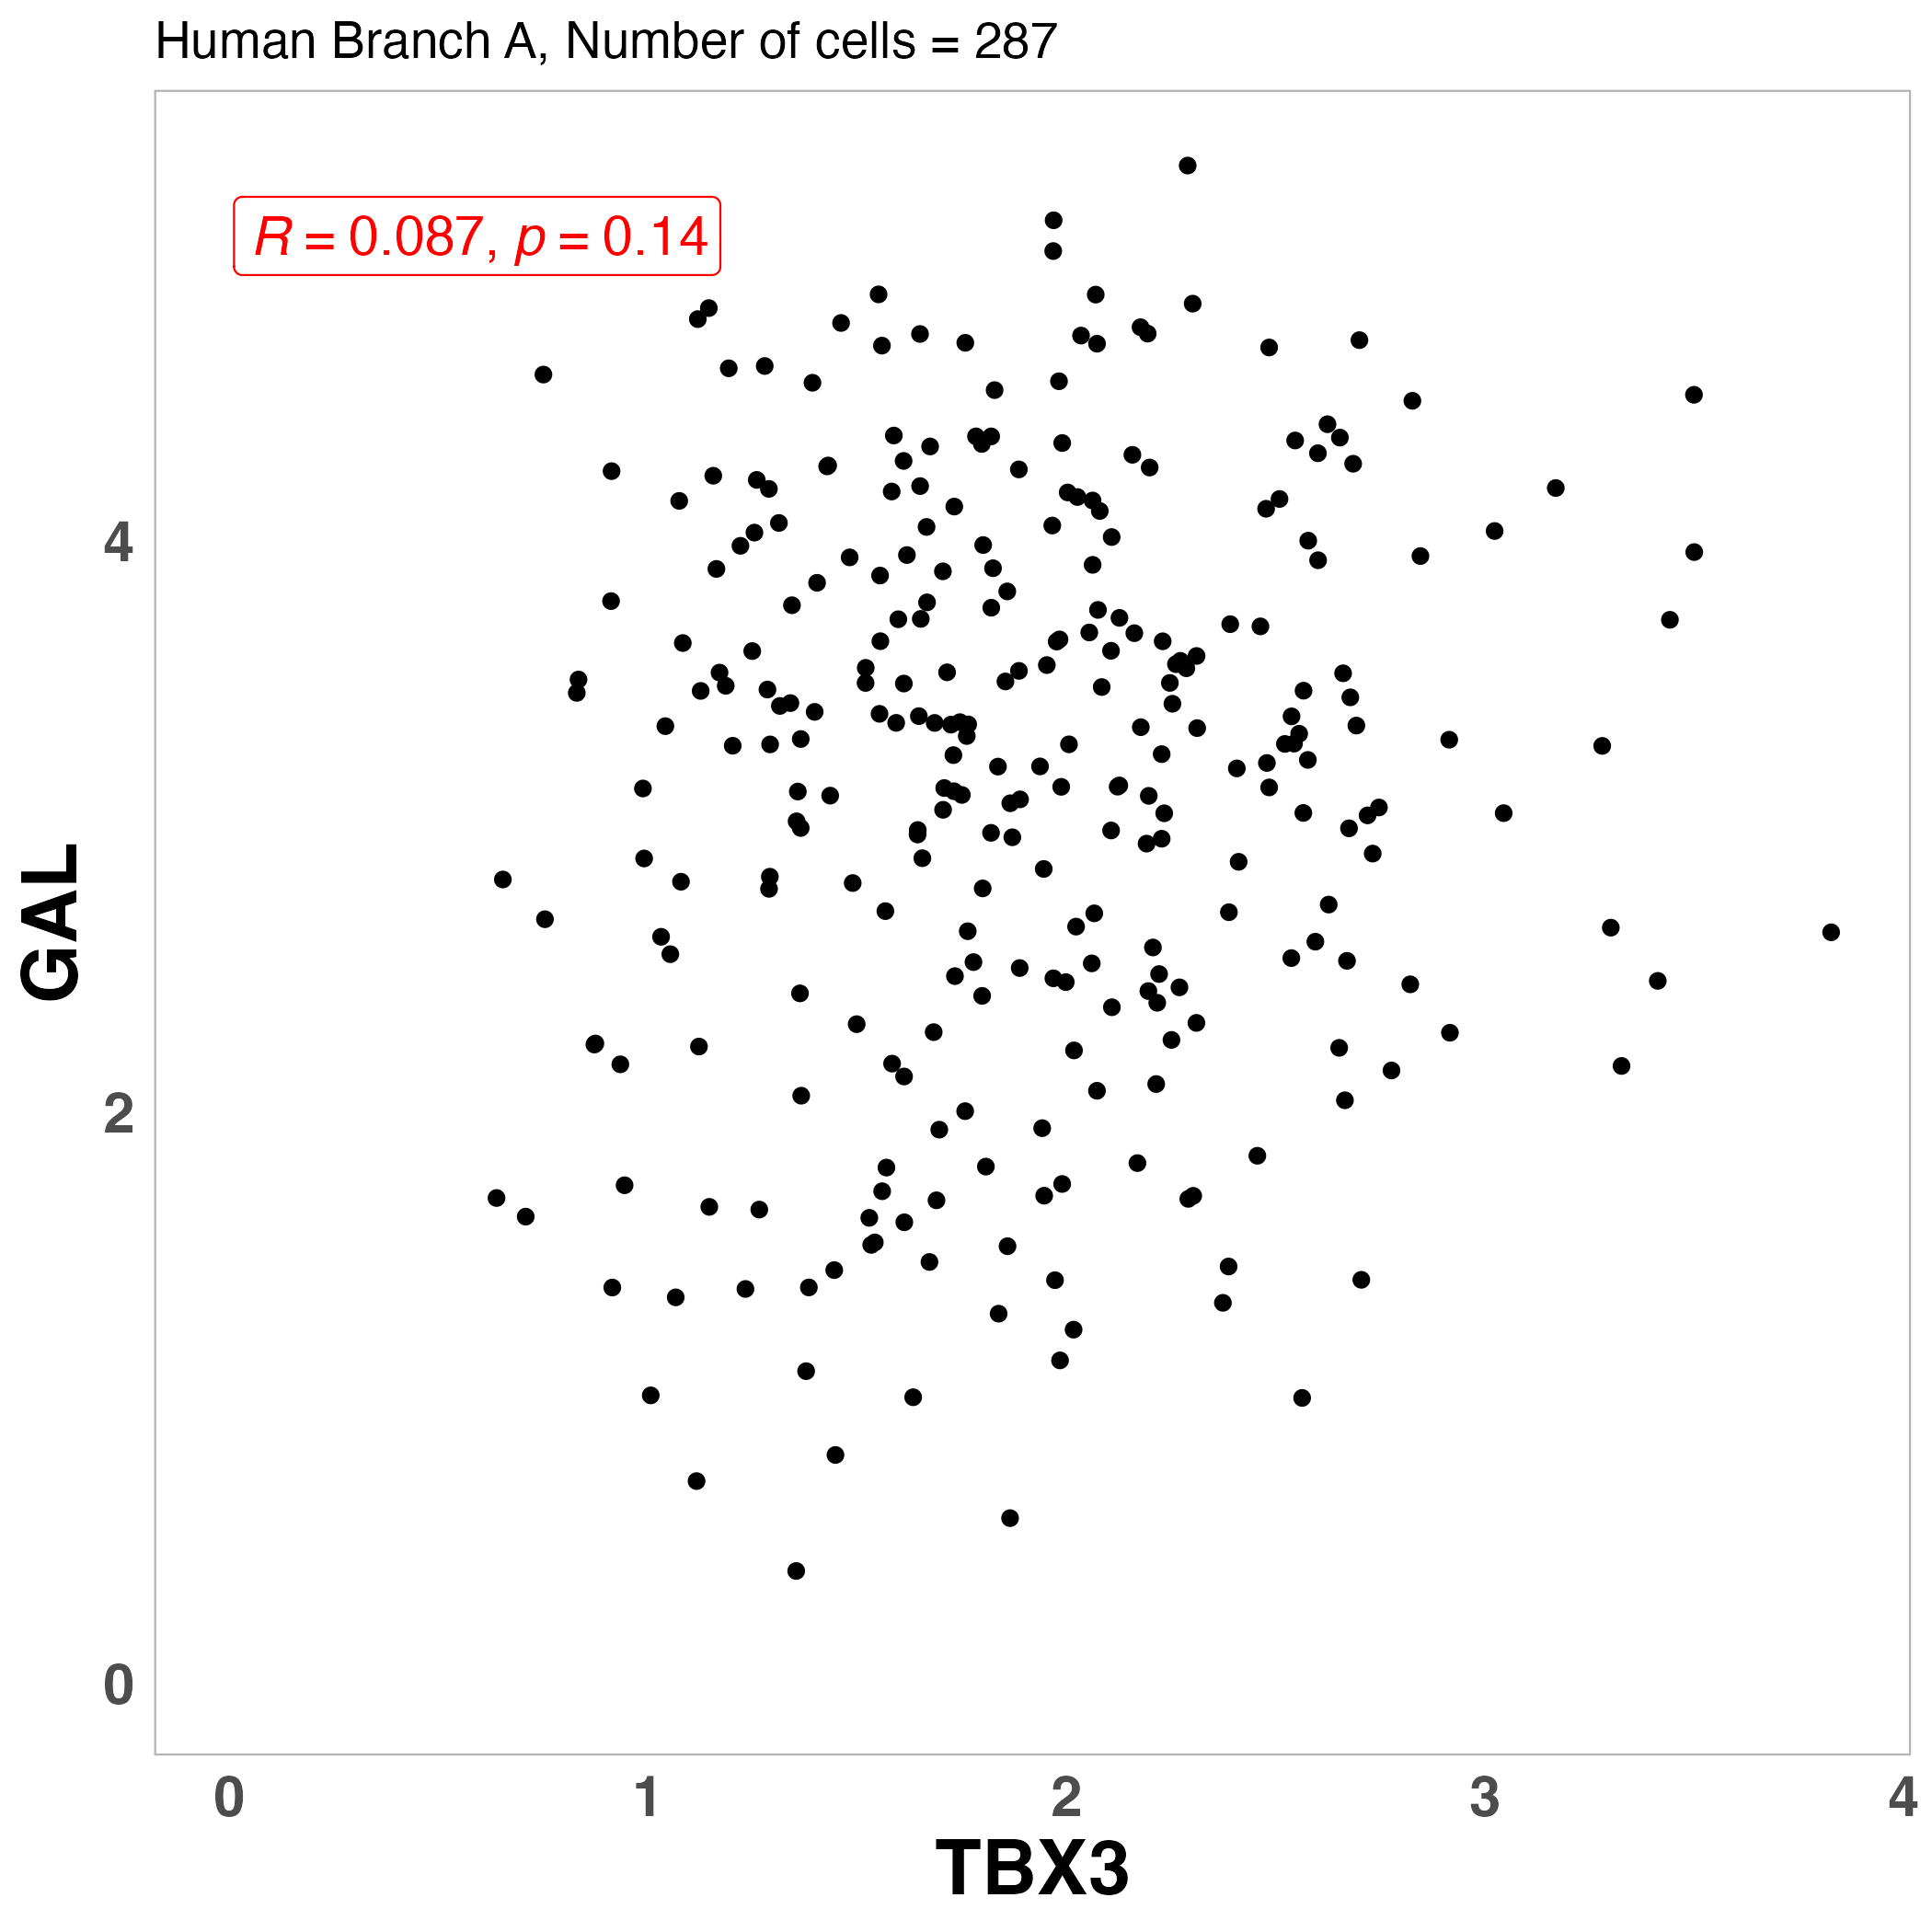 Human Branch A, Number of cells = 287
R = 0.087, p = 0.14
4
2
0
GAL
0 1 2 3 4
TBX3